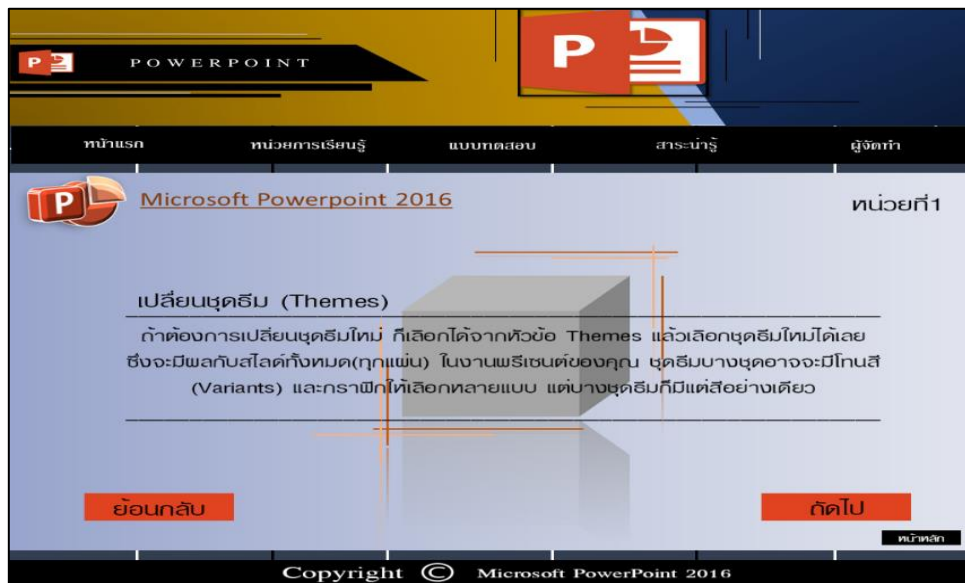 P
POWERPOINT
P
หน้าแรก หน่วยการเรียนรู้ แบบทดสอบ สาระน่ารู้ ผู้จัดทำ
P
Microsoft Powerpoint 2016
หน่วยที่1
เปลี่ยนชุดธีม (Themes)
ถ้าต้องการเปลี่ยนชุดธีมใหม่ ก็เลือกได้จากหัวข้อ Themes แล้วเลือกชุดธีมใหม่ได้เลย
ซึ่งจะมีผลกับสไลด์ทั้งหมด(ทุกแผ่น) ในงานพรีเซนต์ของคุณ ชุดธีมบางชุดอาจจะมีโทนสี
(Variants) และกราฟิกให้เลือกหลายแบบ แต่บางชุดธีมก็มีแต่สีอย่างเดียว
ย้อนกลับ
ถัดไป
หน้าหลัก
Copyright © Microsoft PowerPoint 2016